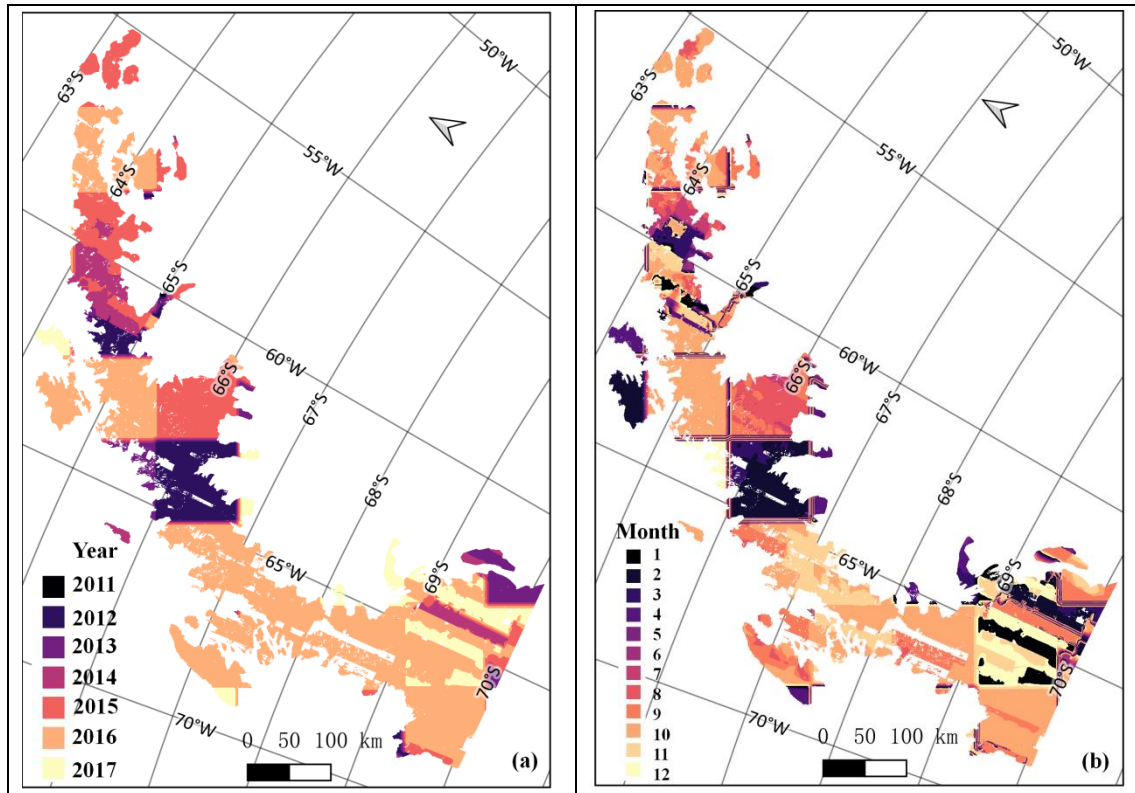 50°W
63°S
55°W
64°S
65°S
60°W
66°S
67°S
68°S
65°W
69°S
70°S
70°W
Year
2011
2012
2013
2014
2015
2016
2017
0 50 100 km
(a)
50°W
63°S
55°W
64°S
65°S
60°W
66°S
67°S
68°S
65°W
69°S
70°S
70°W
Month
1
2
3
4
5
6
7
8
9
10
11
12
0 50 100 km
(b)